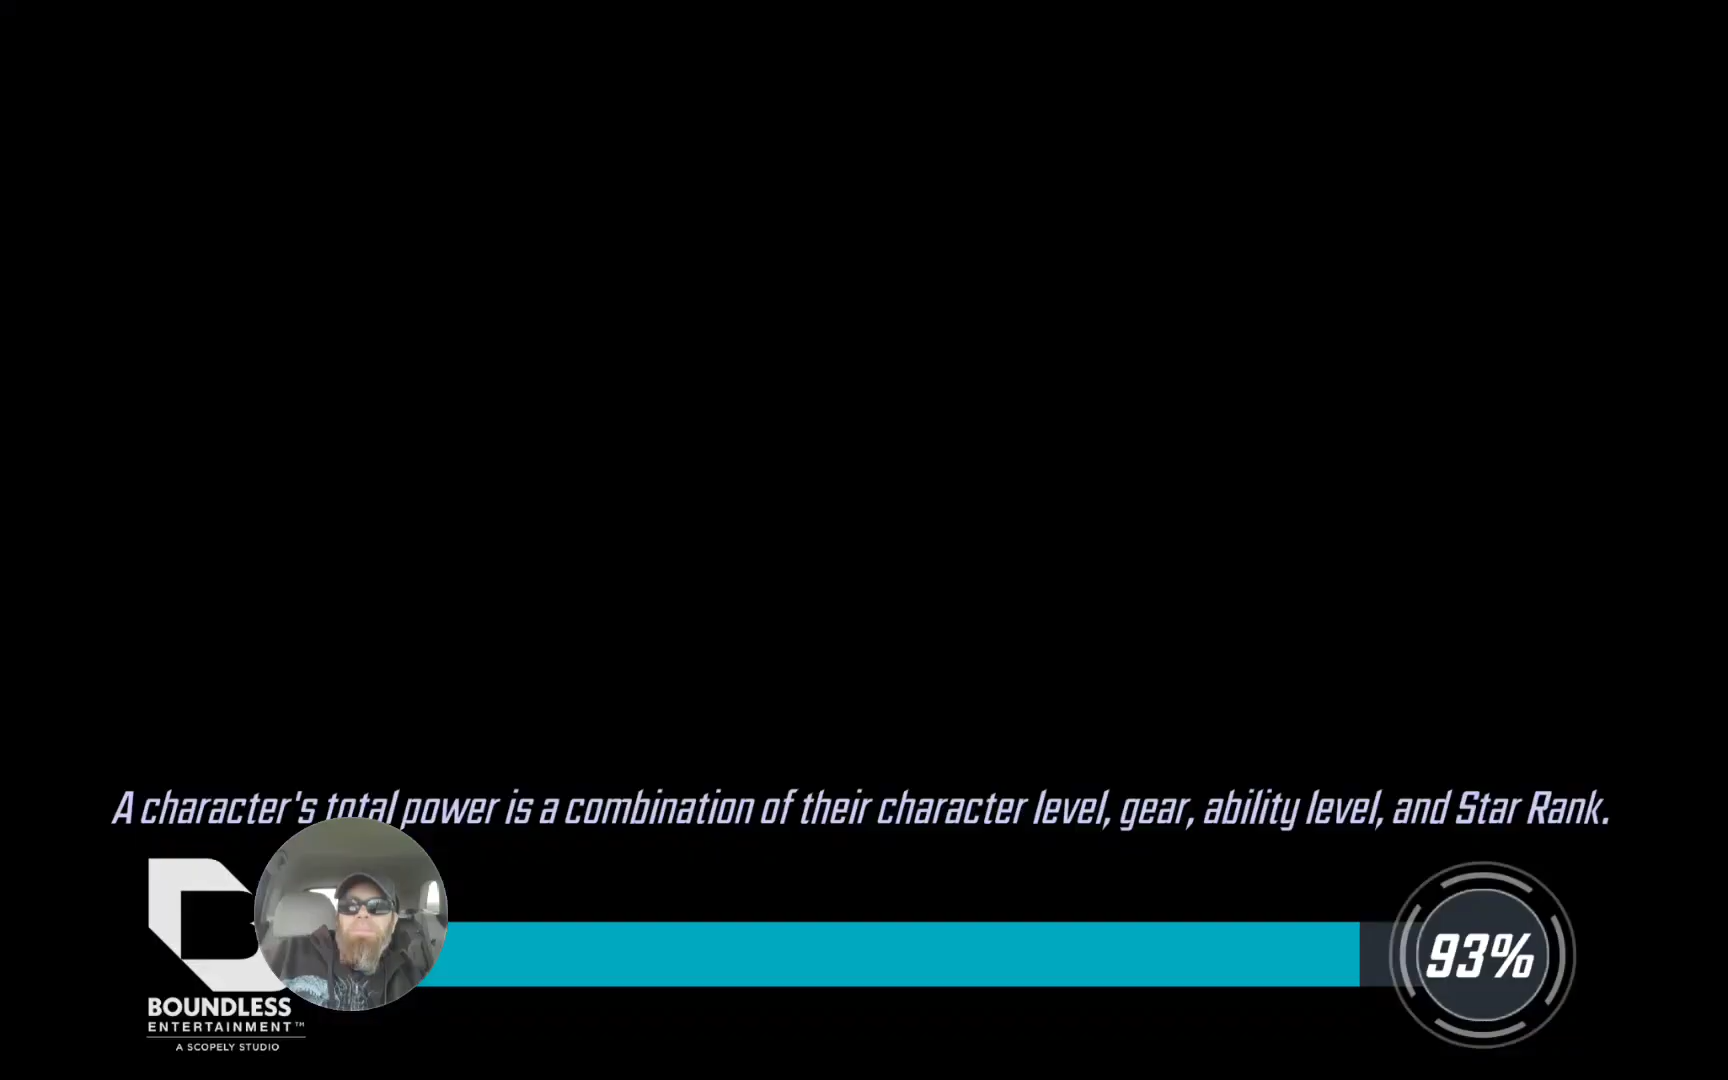 A character's total power is a combination of their character level, gear, ability level, and Star Rank.
93%
BOUNDLESS
ENTERTAINMENT™
A SCOPELY STUDIO